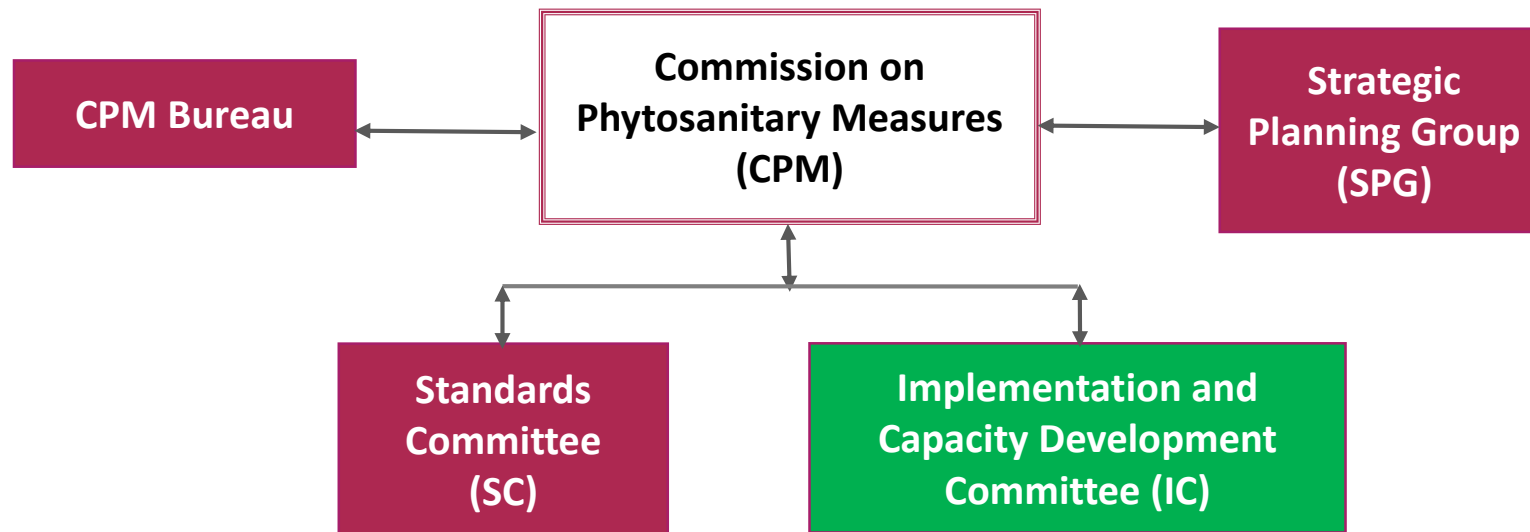 CPM Bureau
Commission on
Phytosanitary Measures
(CPM)
Strategic
Planning Group
(SPG)
Standards
Committee
(SC)
Implementation and
Capacity Development
Committee (IC)